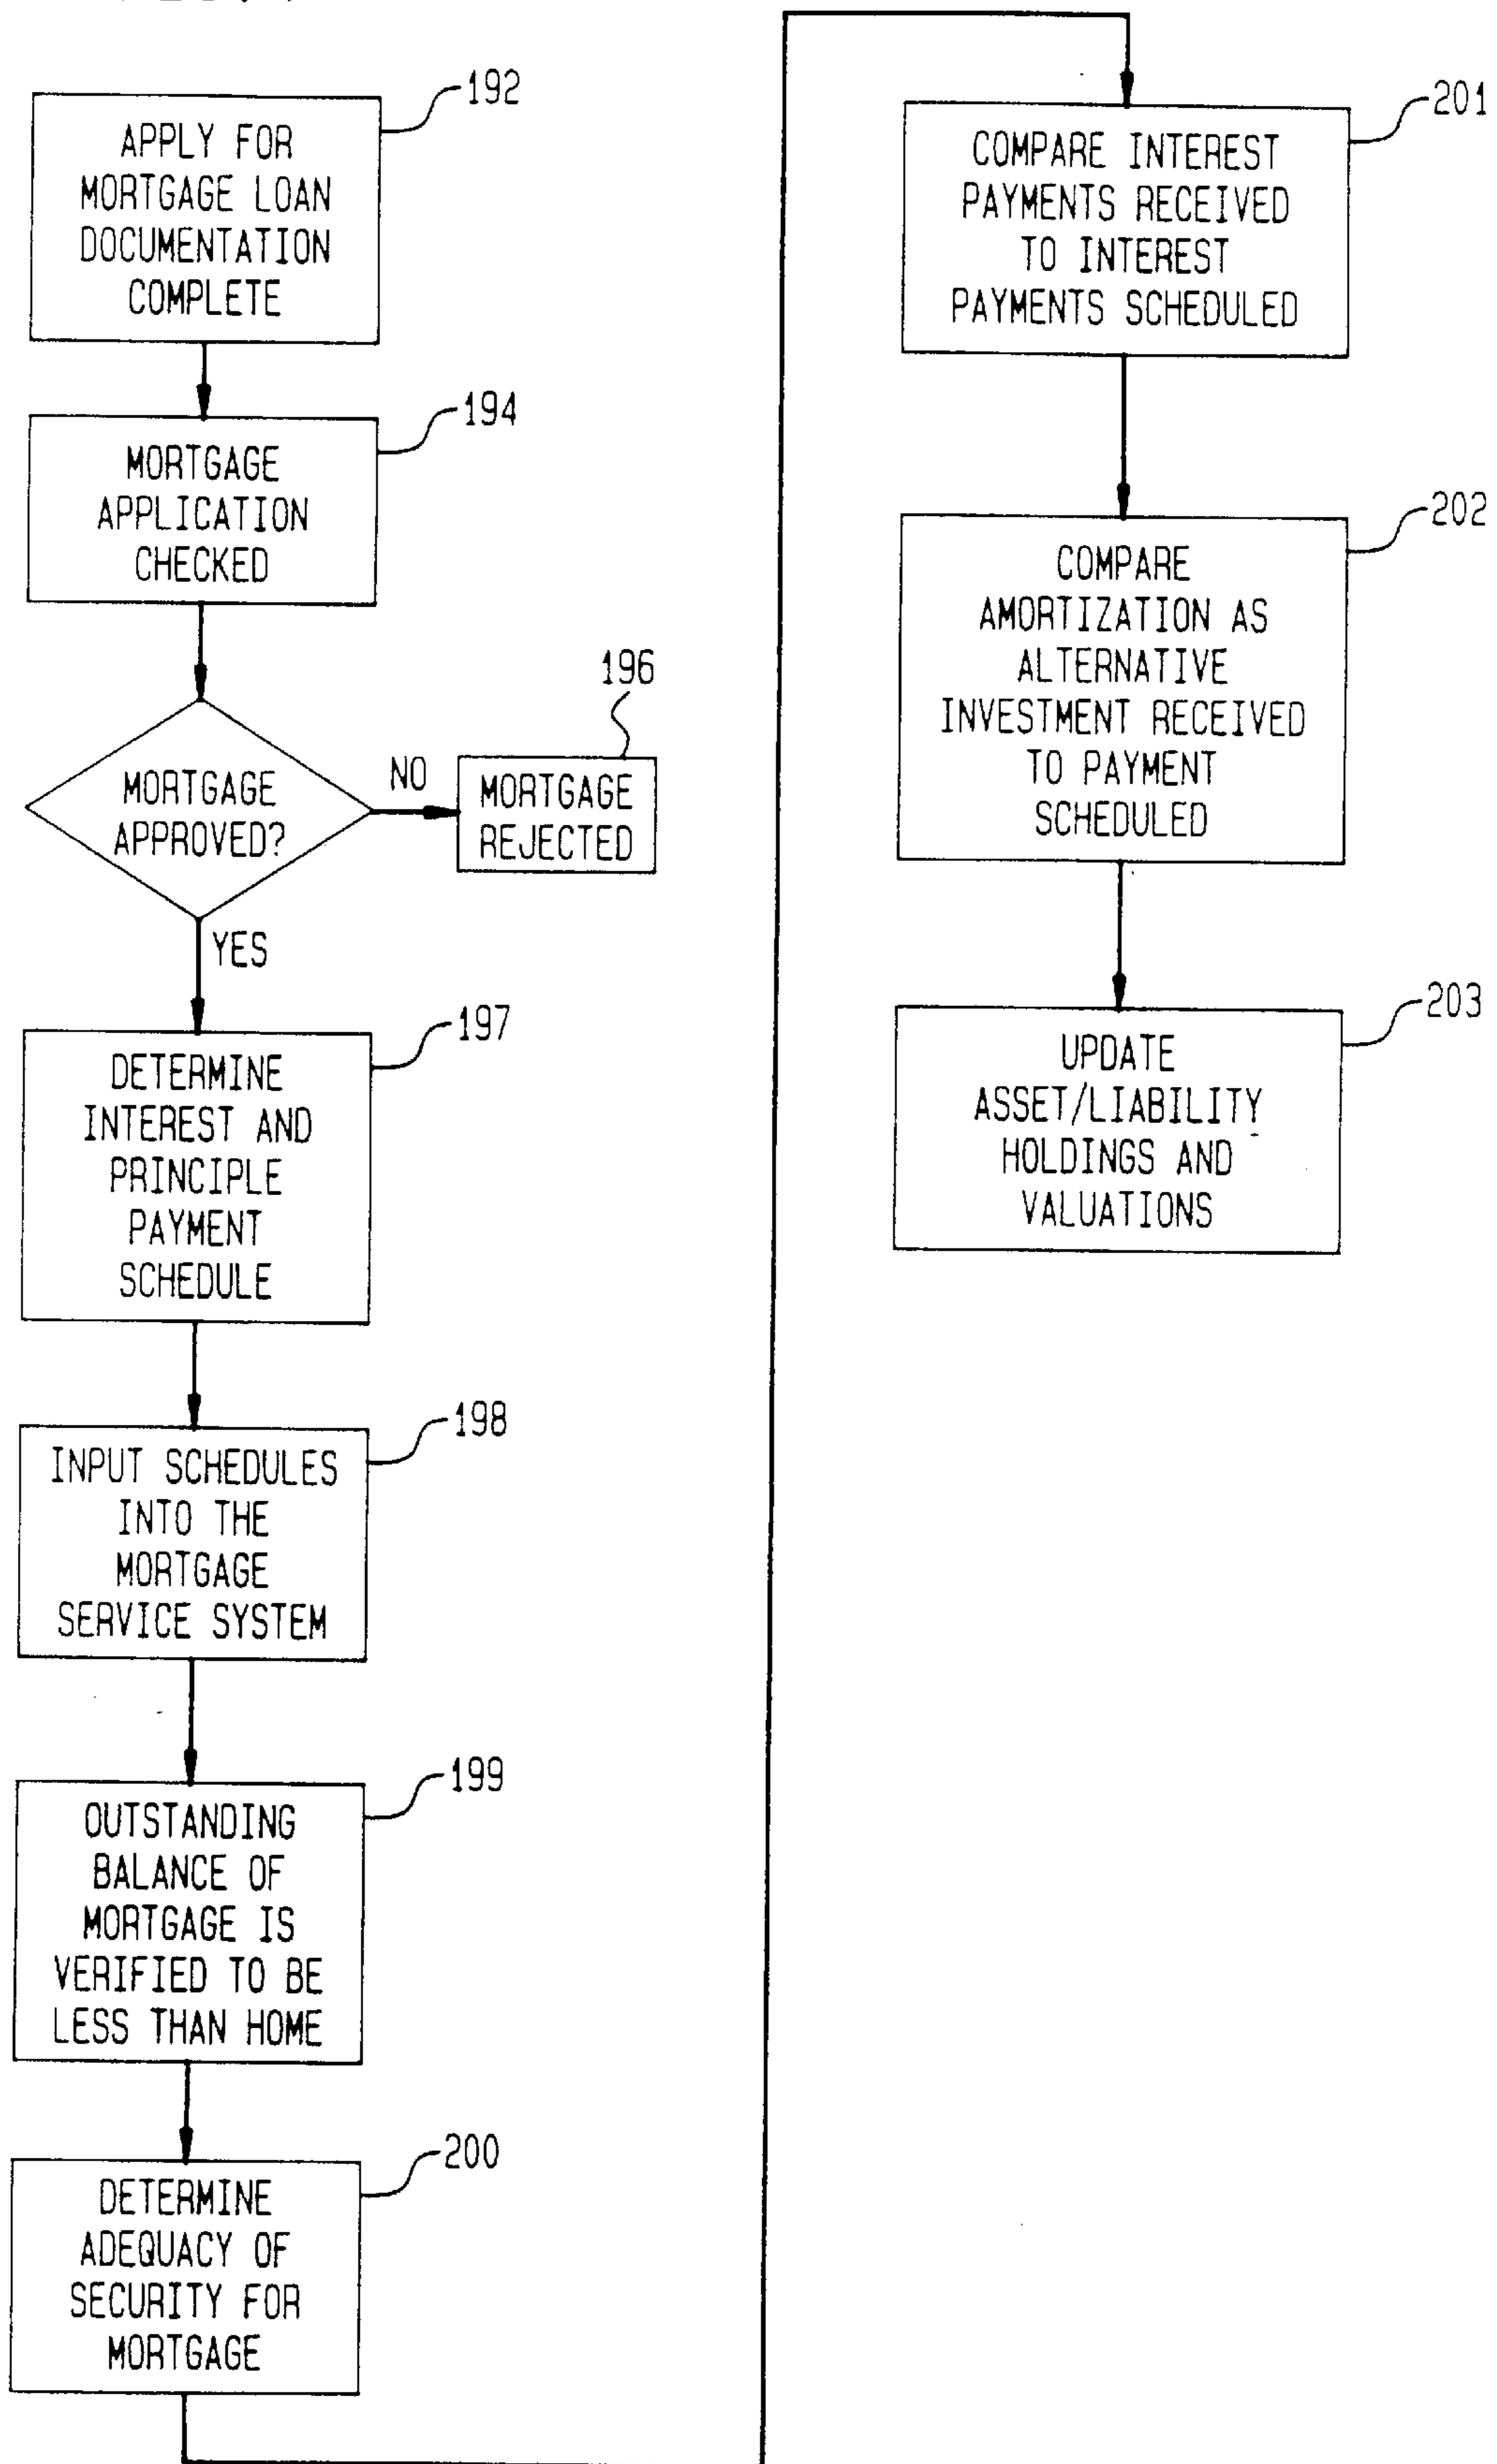 192
APPLY FOR
MORTGAGE LOAN
DOCUMENTATION
COMPLETE
194
MORTGAGE
APPLICATION
CHECKED
MORTGAGE
APPROVED?
NO
196
MORTGAGE
REJECTED
YES
197
DETERMINE
INTEREST AND
PRINCIPLE
PAYMENT
SCHEDULE
198
INPUT SCHEDULES
INTO THE
MORTGAGE
SERVICE SYSTEM
199
OUTSTANDING
BALANCE OF
MORTGAGE IS
VERIFIED TO BE
LESS THAN HOME
200
DETERMINE
ADEQUACY OF
SECURITY FOR
MORTGAGE
201
COMPARE INTEREST
PAYMENTS RECEIVED
TO INTEREST
PAYMENTS SCHEDULED
202
COMPARE
AMORTIZATION AS
ALTERNATIVE
INVESTMENT RECEIVED
TO PAYMENT
SCHEDULED
203
UPDATE
ASSET/LIABILITY
HOLDINGS AND
VALUATIONS